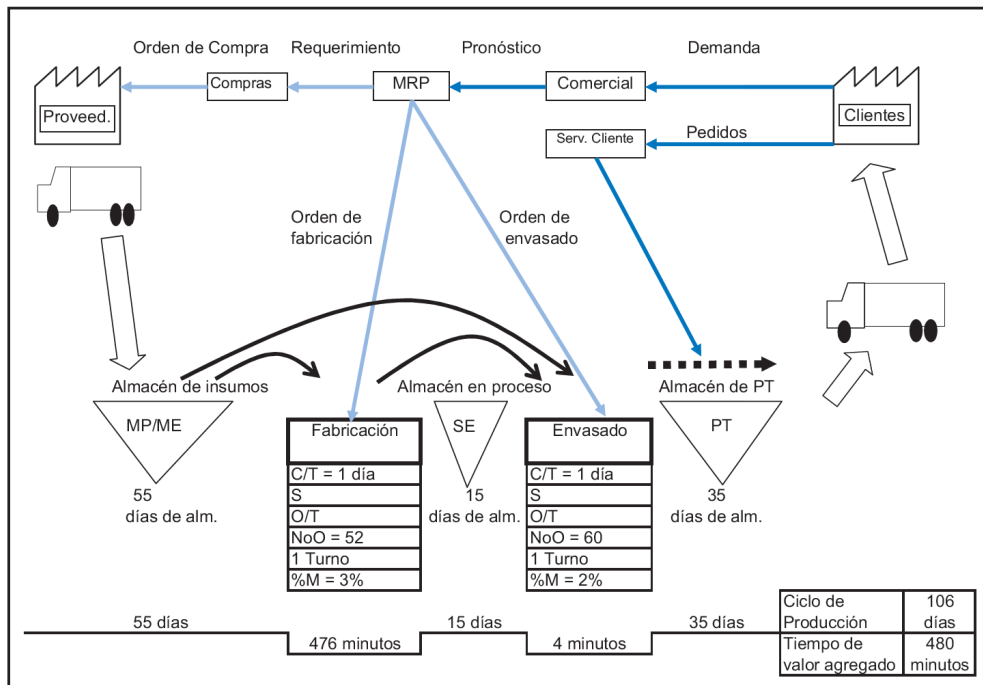 Orden de Compra Requerimiento Pronóstico Demanda
Compras MRP Comercial
Proveed. Clientes
Serv. Cliente Pedidos
Orden de
fabricación
Orden de
envasado
Almacén de insumos Almacén en proceso Almacén de PT
MP/ME SE PT
Fabricación
C/T = 1 día
S
O/T
NoO = 52
1 Turno
%M = 3%
Envasado
C/T = 1 día
S
O/T
NoO = 60
1 Turno
%M = 2%
55
días de alm.
15
días de alm.
35
días de alm.
55 días 476 minutos 15 días 4 minutos 35 días
Ciclo de 106
Producción días
Tiempo de 480
valor agregado minutos